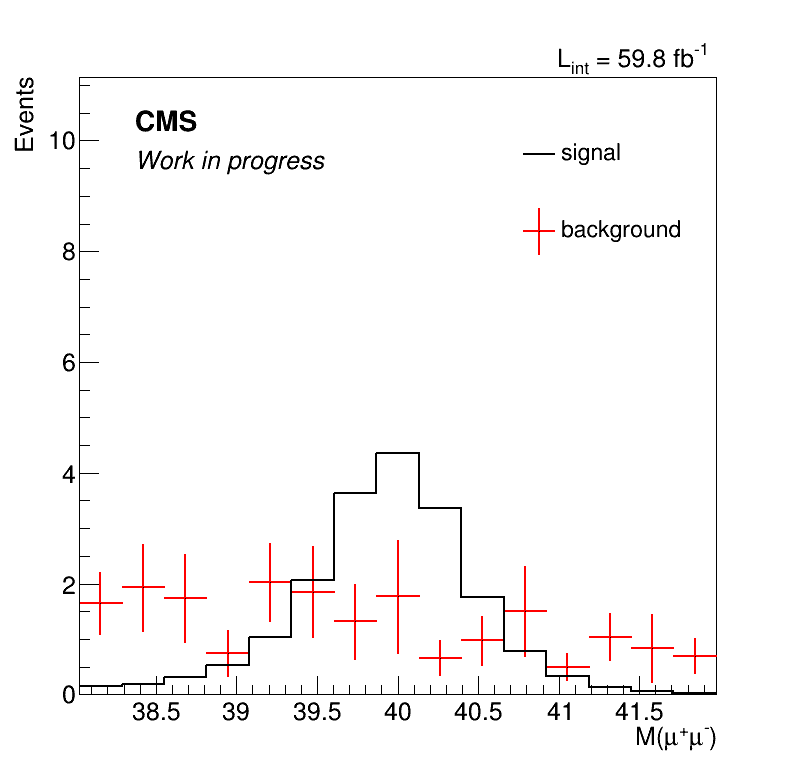 L_int = 59.8 fb^-1
Events
CMS
Work in progress
signal
background
10
8
6
4
2
0
38.5 39 39.5 40 40.5 41 41.5
M(μ⁺μ⁻)